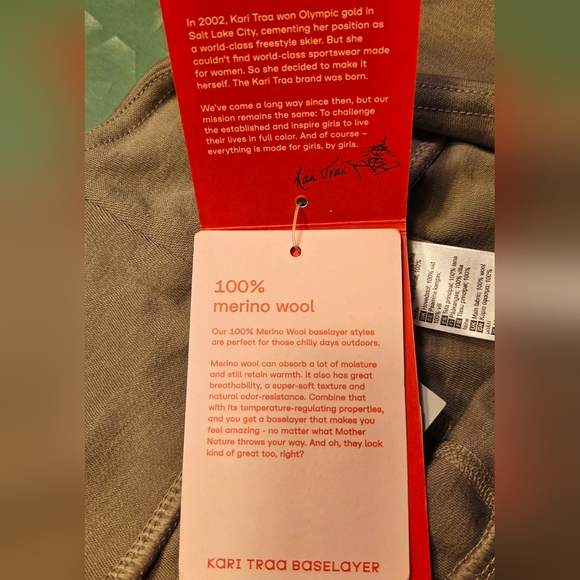 In 2002, Kari Traa won Olympic gold in
Salt Lake City, cementing her position as
a world-class freestyle skier. But she
couldn't find world-class sportswear made
for women. So she decided to make it
herself. The Kari Traa brand was born.
We've come a long way since then, but our
mission remains the same: To challenge
the established and inspire girls to live
their lives in full color. And of course –
everything is made for girls, by girls.
Kari Traa
100%
merino wool
Our 100% Merino Wool baselayer styles
are perfect for those chilly days outdoors.
Merino wool can absorb a lot of moisture
and still retain warmth. It also has great
breathability, a super-soft texture and
natural odor-resistance. Combine that
with its temperature-regulating properties,
and you get a baselayer that makes you
feel amazing - no matter what Mother
Nature throws your way. And oh, they look
kind of great too, right?
KARI TRAA BASELAYER
Main fabric: 100% wool